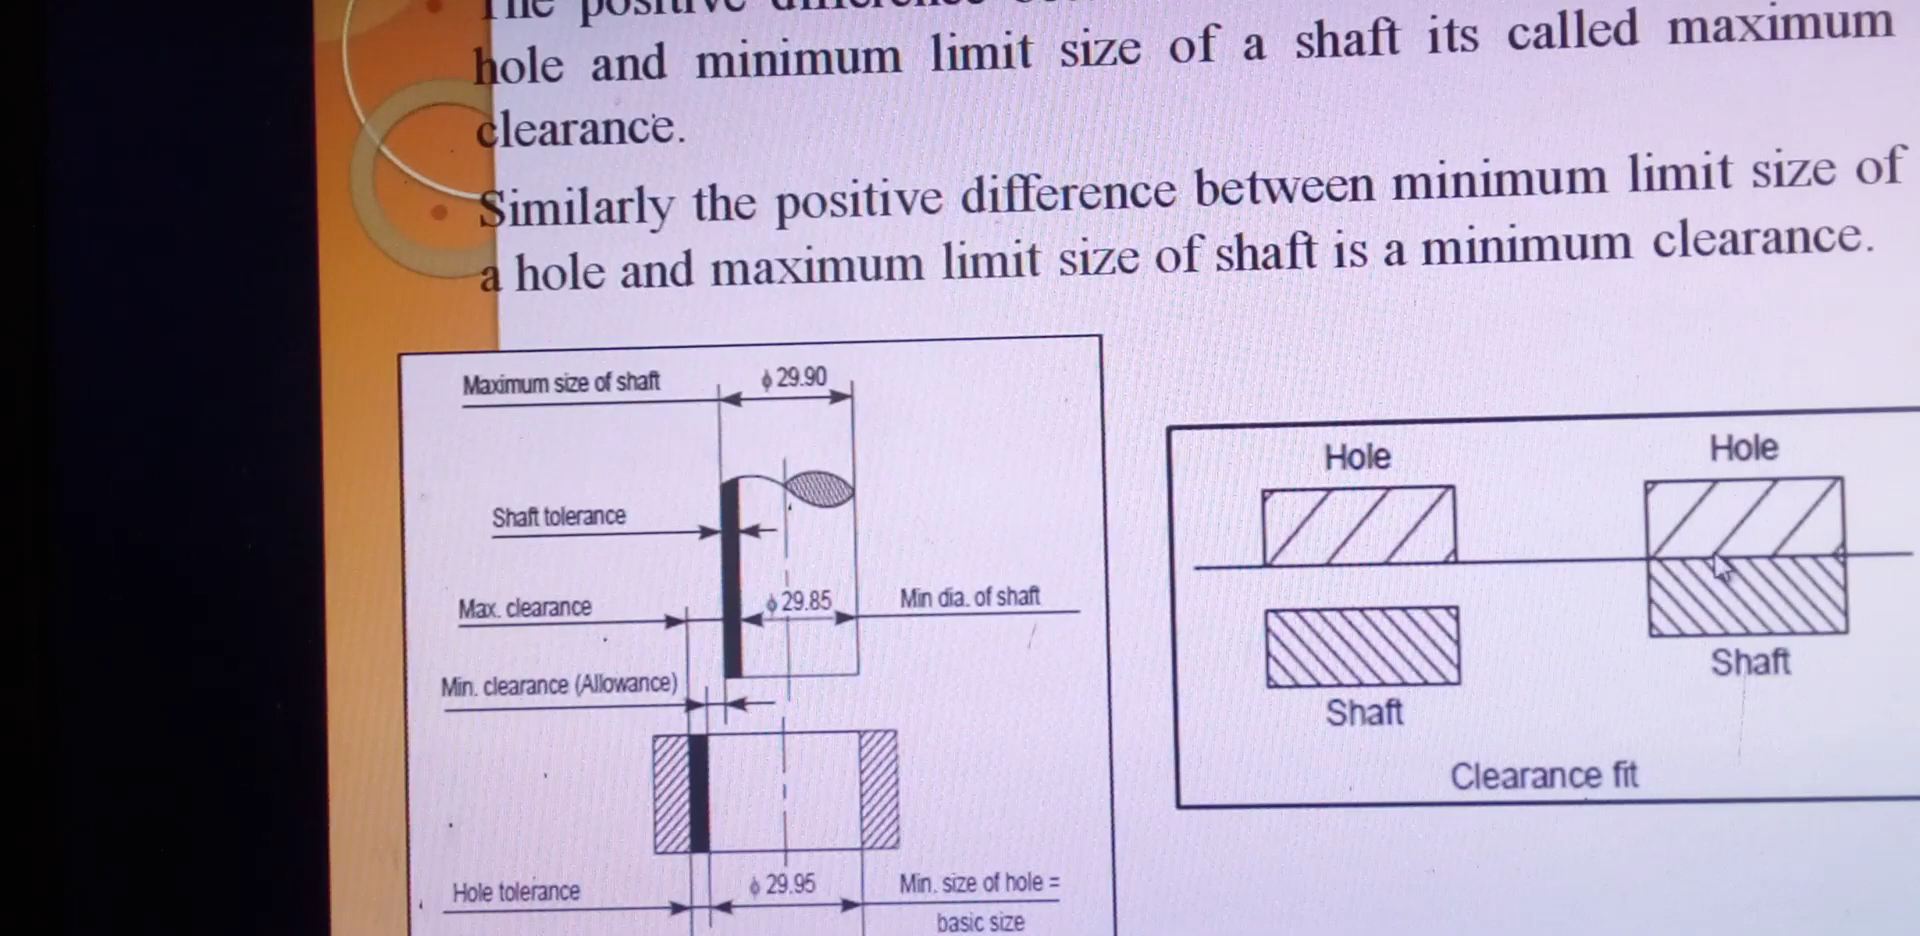 The positive difference
hole and minimum limit size of a shaft its called maximum
clearance.
Similarly the positive difference between minimum limit size of
a hole and maximum limit size of shaft is a minimum clearance.
Maximum size of shaft
ϕ 29.90
Shaft tolerance
Max. clearance
ϕ 29.85
Min dia. of shaft
Min. clearance (Allowance)
Hole tolerance
ϕ 29.95
Min. size of hole =
basic size
Hole
Hole
Shaft
Shaft
Clearance fit